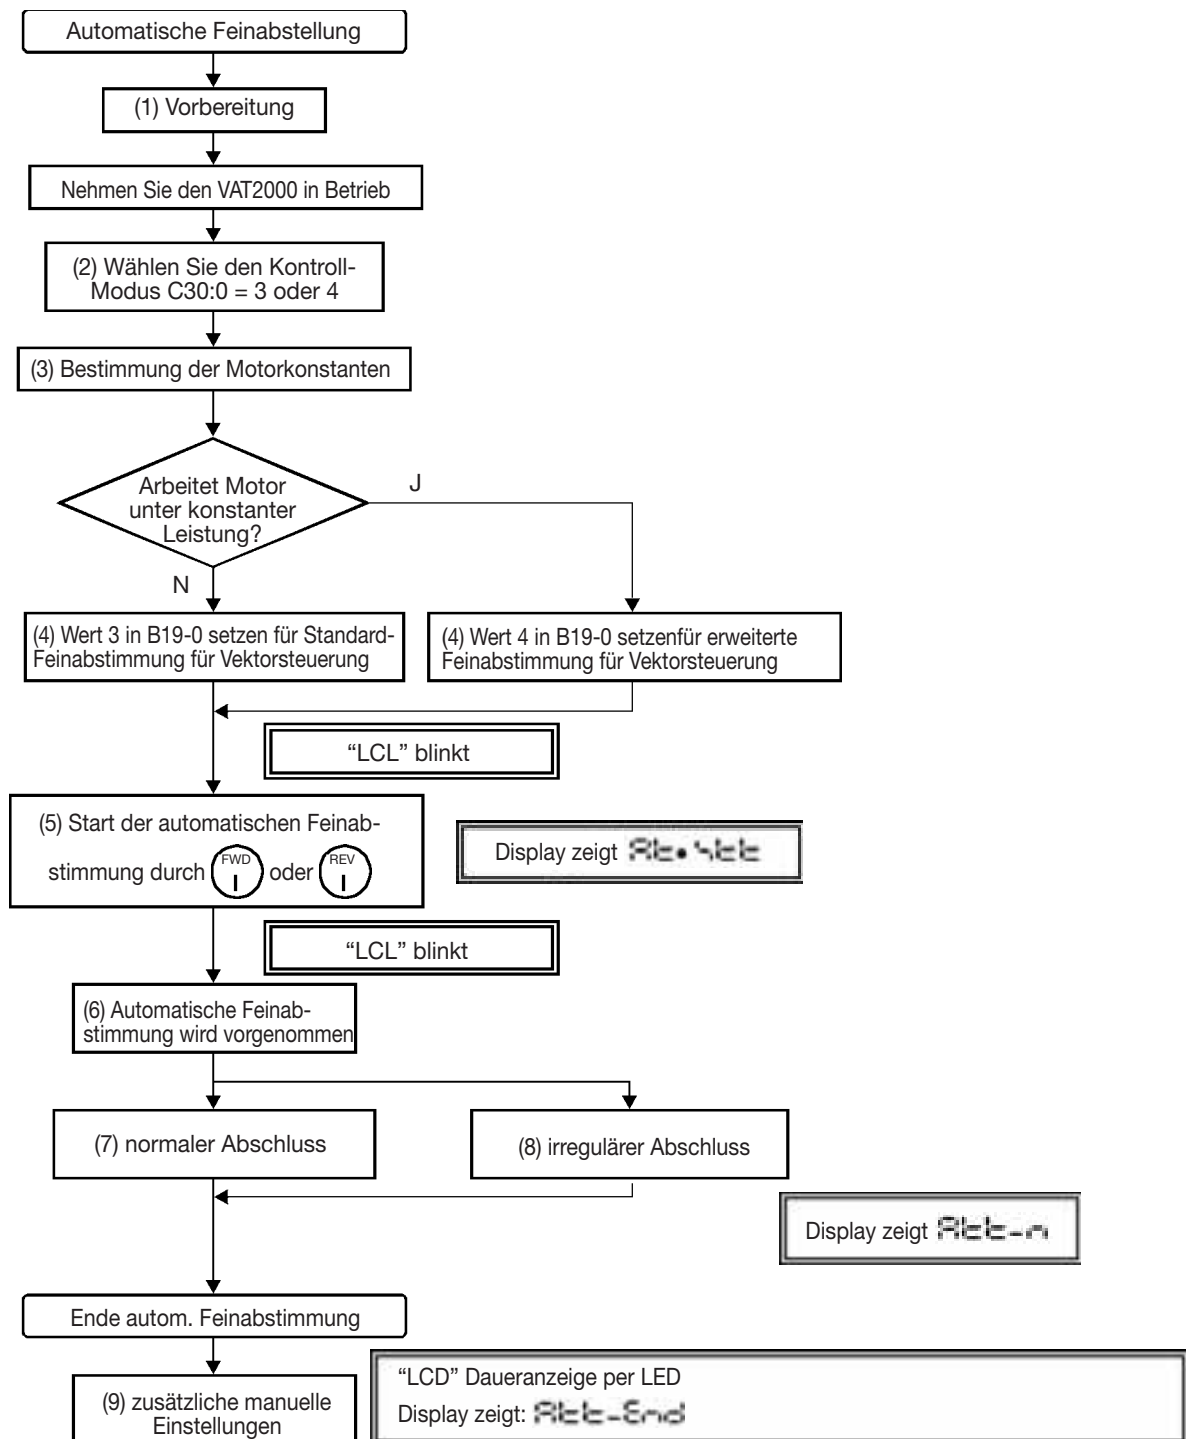 Automatische Feinabstellung
(1) Vorbereitung
Nehmen Sie den VAT2000 in Betrieb
(2) Wählen Sie den Kontroll-
Modus C30:0 = 3 oder 4
(3) Bestimmung der Motorkonstanten
Arbeitet Motor
unter konstanter
Leistung?
J
N
(4) Wert 3 in B19-0 setzen für Standard-
Feinabstimmung für Vektorsteuerung
(4) Wert 4 in B19-0 setzenfür erweiterte
Feinabstimmung für Vektorsteuerung
“LCL” blinkt
(5) Start der automatischen Feinab-
stimmung durch FWD I oder REV I
Display zeigt
“LCL” blinkt
(6) Automatische Feinab-
stimmung wird vorgenommen
(7) normaler Abschluss
(8) irregulärer Abschluss
Display zeigt Att-n
Ende autom. Feinabstimmung
(9) zusätzliche manuelle
Einstellungen
“LCD” Daueranzeige per LED
Display zeigt: Att-End